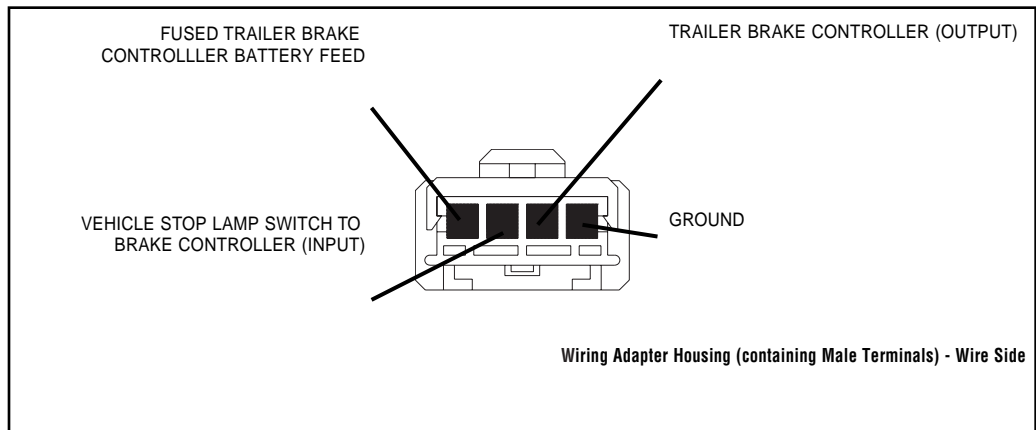 FUSED TRAILER BRAKE
CONTROLLLER BATTERY FEED
TRAILER BRAKE CONTROLLER (OUTPUT)
VEHICLE STOP LAMP SWITCH TO
BRAKE CONTROLLER (INPUT)
GROUND
Wiring Adapter Housing (containing Male Terminals) - Wire Side